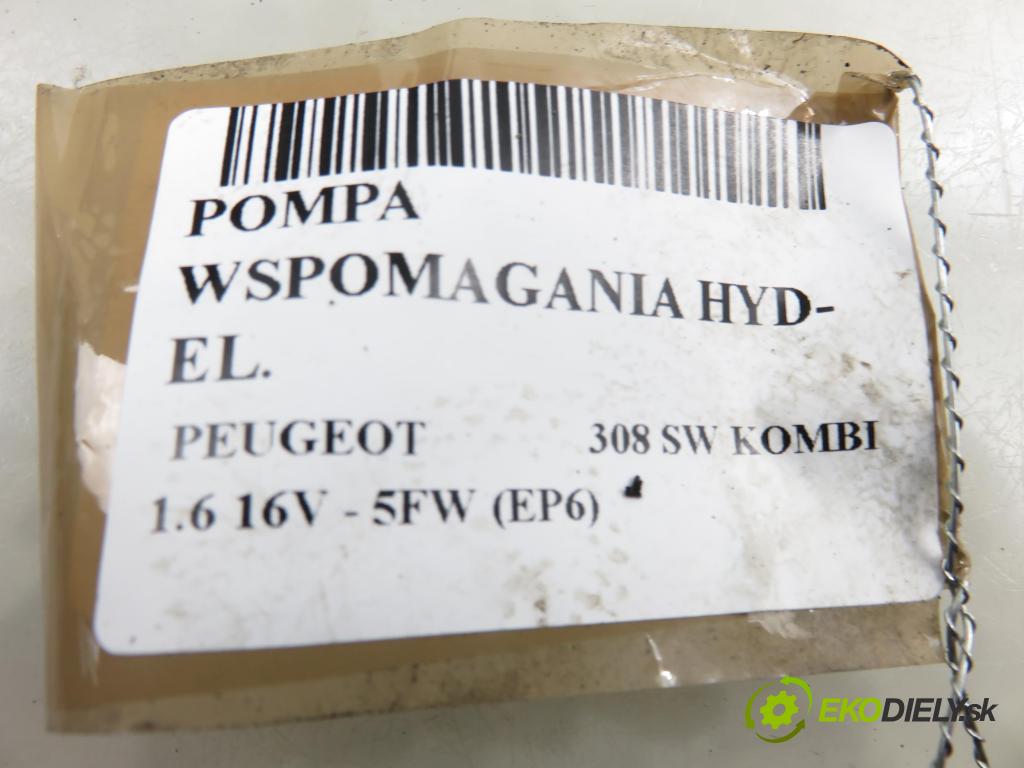 POMPA
WSPOMAGANIA HYD-
EL.
PEUGEOT 308 SW KOMBI
1.6 16V - 5FW (EP6)
EKODIELY.sk